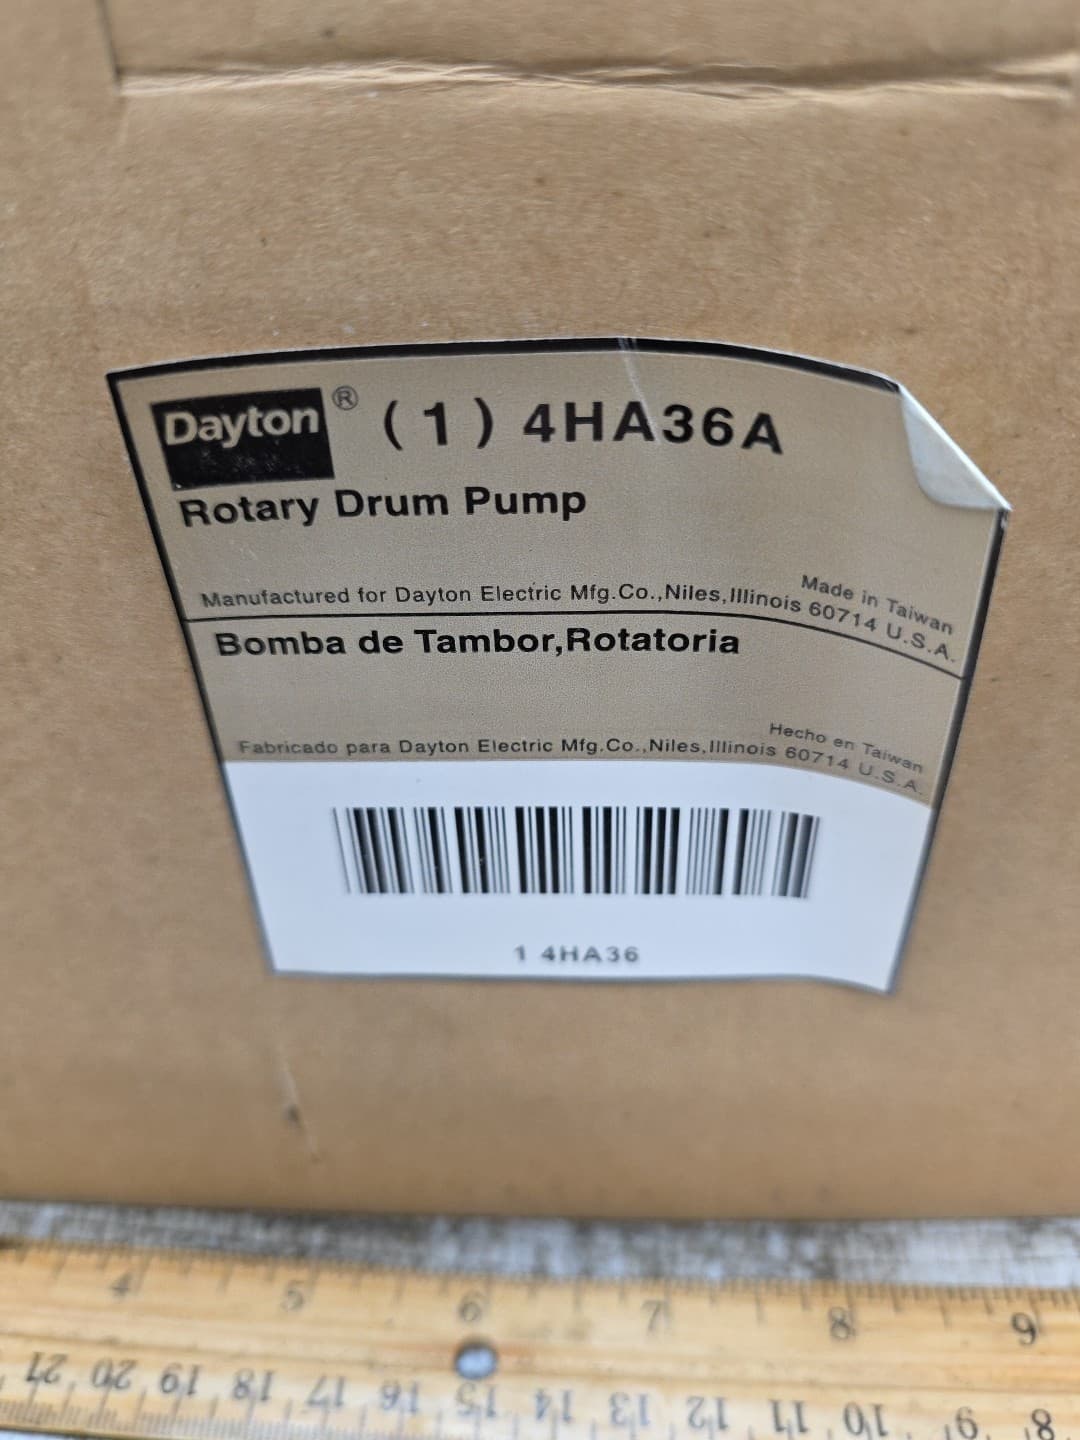 Dayton® (1) 4HA36A
Rotary Drum Pump
Made in Taiwan
Manufactured for Dayton Electric Mfg.Co.,Niles,Illinois 60714 U.S.A.
Bomba de Tambor,Rotatoria
Hecho en Taiwan
Fabricado para Dayton Electric Mfg.Co.,Niles,Illinois 60714 U.S.A.
1 4HA36
4 5 6 7 8 9
21 20 19 18 17 16 15 14 13 12 11 10 9 8